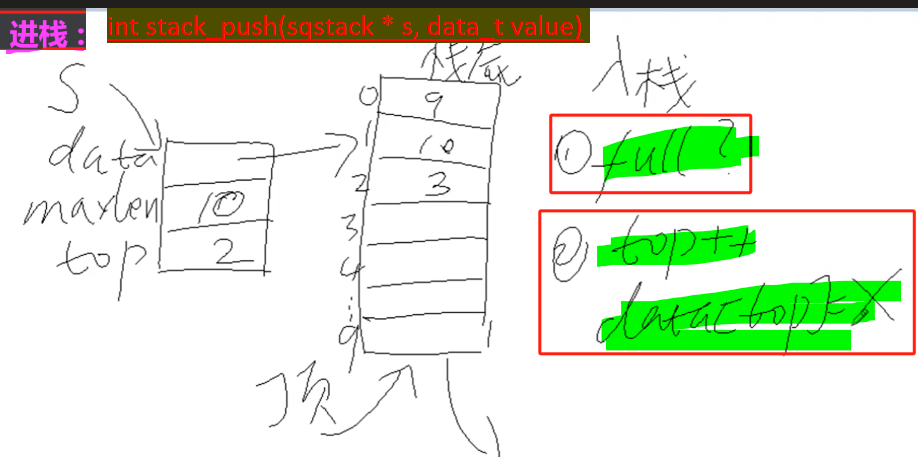 进栈：
int stack_push(sqstack * s, data_t value)
栈底
S
data
maxlen 10
top 2
0 9
1 10
2 3
3
4
⋮
9
顶
入栈
① full?
② top++
data[top]=x